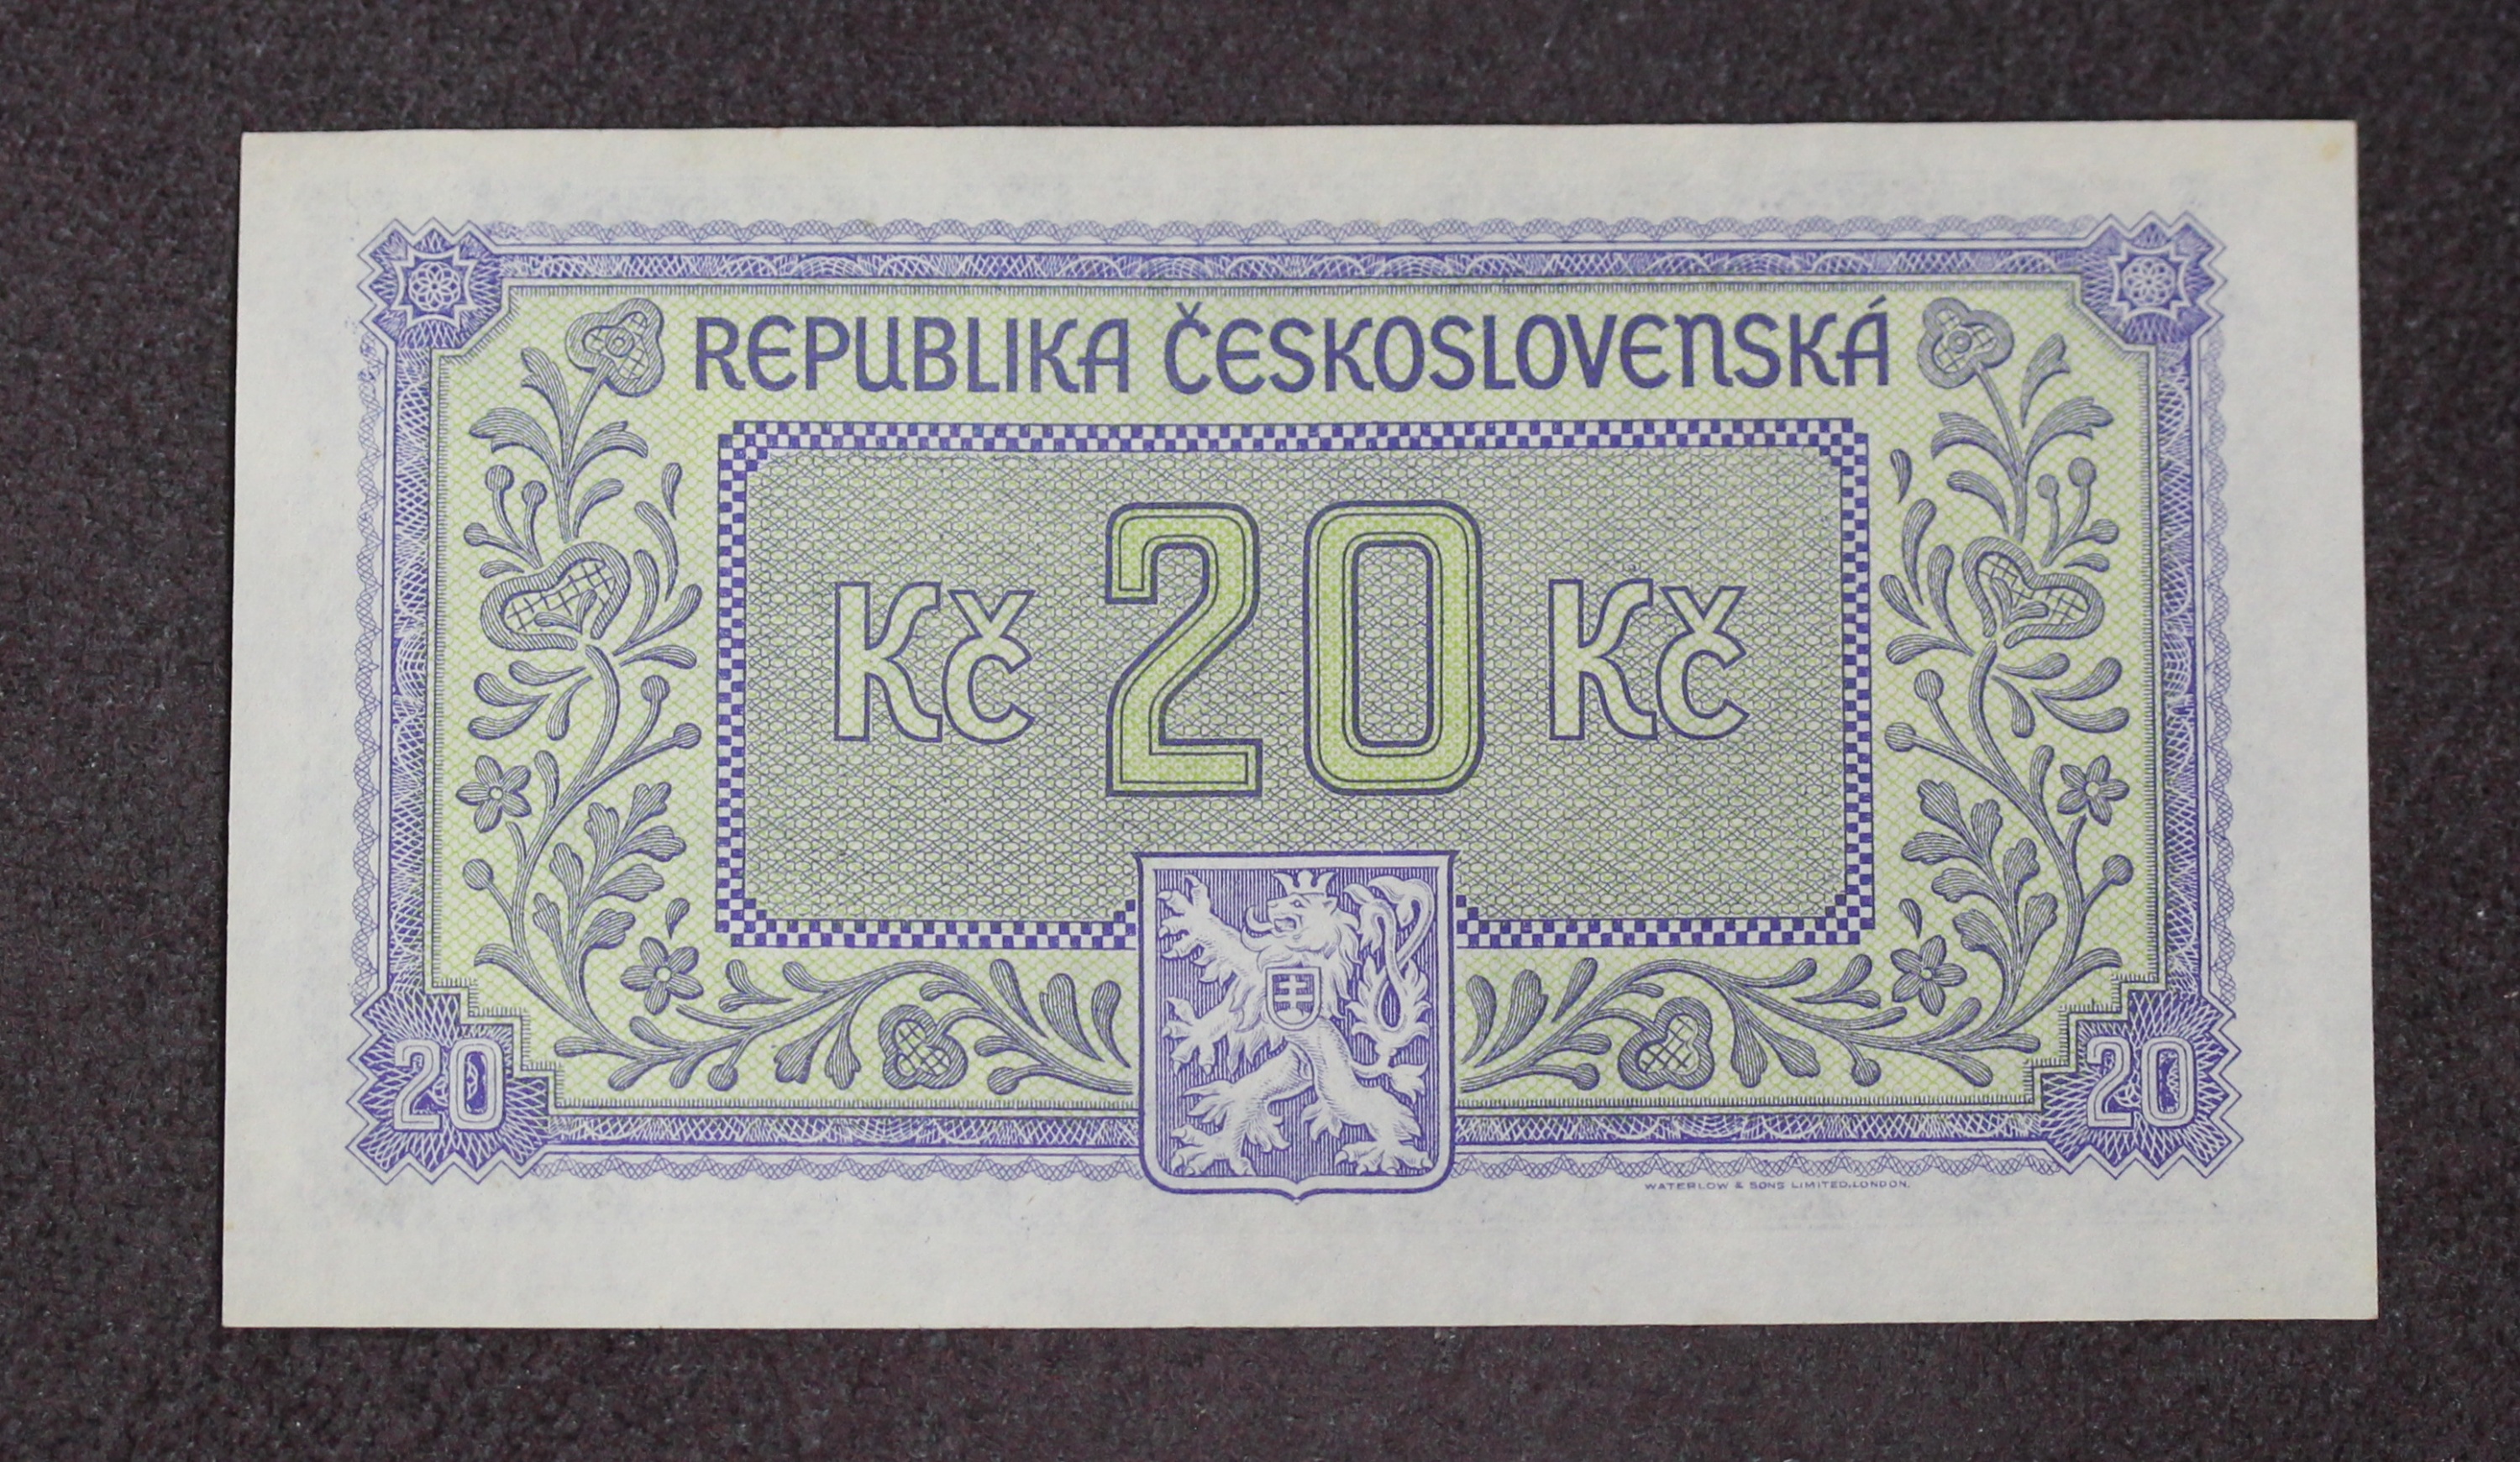 REPUBLIKA ČESKOSLOVENSKÁ
Kč 20 Kč
20 20
WATERLOW & SONS LIMITED, LONDON.